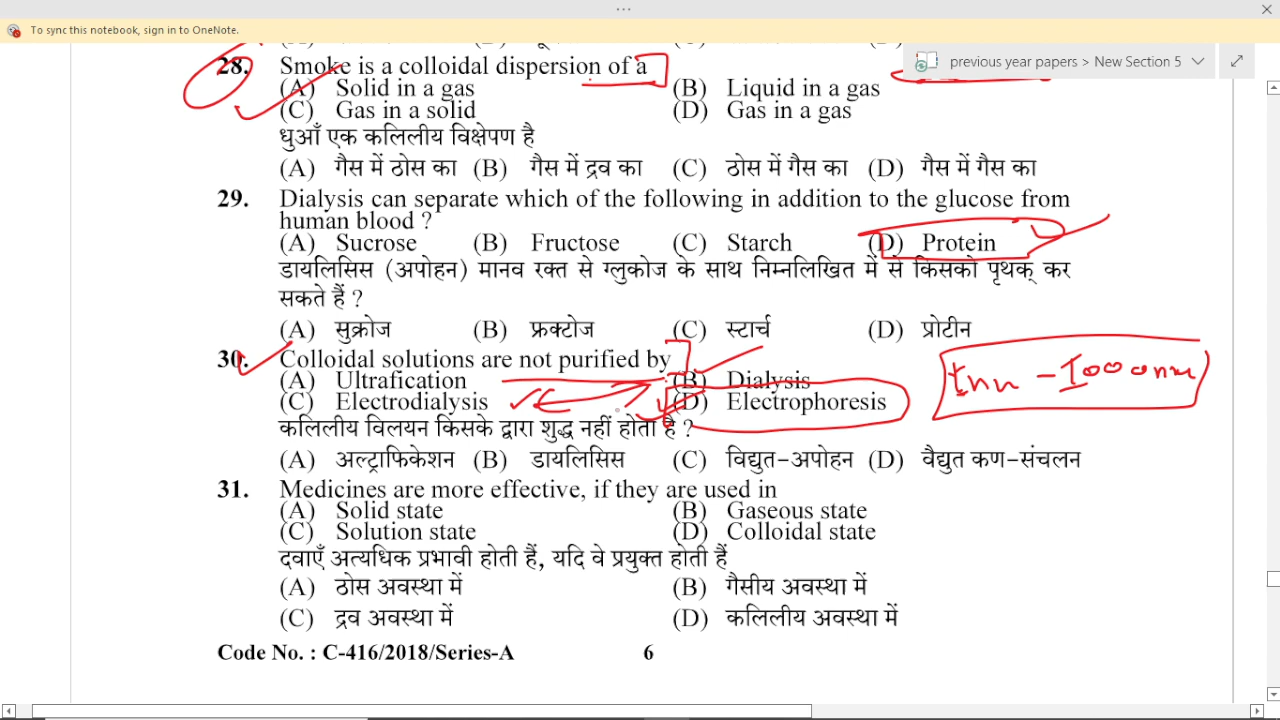 To sync this notebook, sign in to OneNote.
previous year papers > New Section 5
28. Smoke is a colloidal dispersion of a
(A) Solid in a gas (B) Liquid in a gas
(C) Gas in a solid (D) Gas in a gas
धुआँ एक कलिलीय विक्षेपण है
(A) गैस में ठोस का (B) गैस में द्रव का (C) ठोस में गैस का (D) गैस में गैस का
29. Dialysis can separate which of the following in addition to the glucose from
human blood ?
(A) Sucrose (B) Fructose (C) Starch (D) Protein
डायलिसिस (अपोहन) मानव रक्त से ग्लुकोज के साथ निम्नलिखित में से किसको पृथक् कर
सकते हैं ?
(A) सुक्रोज (B) फ्रक्टोज (C) स्टार्च (D) प्रोटीन
30. Colloidal solutions are not purified by
(A) Ultrafication (B) Dialysis
(C) Electrodialysis (D) Electrophoresis
1nm - 1000nm
कलिलीय विलयन किसके द्वारा शुद्ध नहीं होता है ?
(A) अल्ट्राफिकेशन (B) डायलिसिस (C) विद्युत-अपोहन (D) वैद्युत कण-संचलन
31. Medicines are more effective, if they are used in
(A) Solid state (B) Gaseous state
(C) Solution state (D) Colloidal state
दवाएँ अत्यधिक प्रभावी होती हैं, यदि वे प्रयुक्त होती हैं
(A) ठोस अवस्था में (B) गैसीय अवस्था में
(C) द्रव अवस्था में (D) कलिलीय अवस्था में
Code No. : C-416/2018/Series-A 6